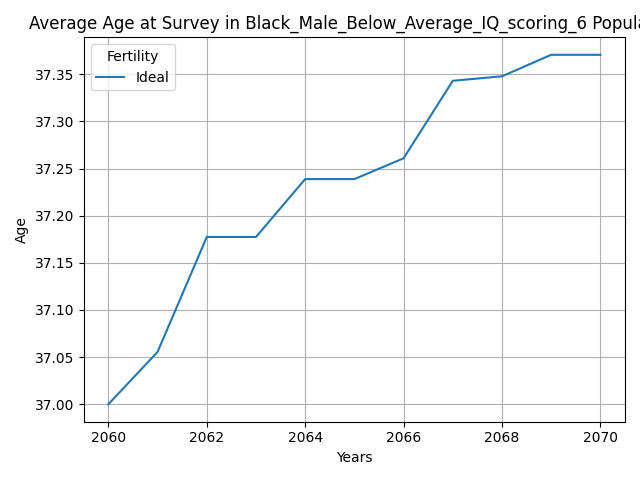 Average Age at Survey in Black_Male_Below_Average_IQ_scoring_6 Popula
Fertility
Ideal
37.35
37.30
37.25
37.20
37.15
37.10
37.05
37.00
Age
2060 2062 2064 2066 2068 2070
Years